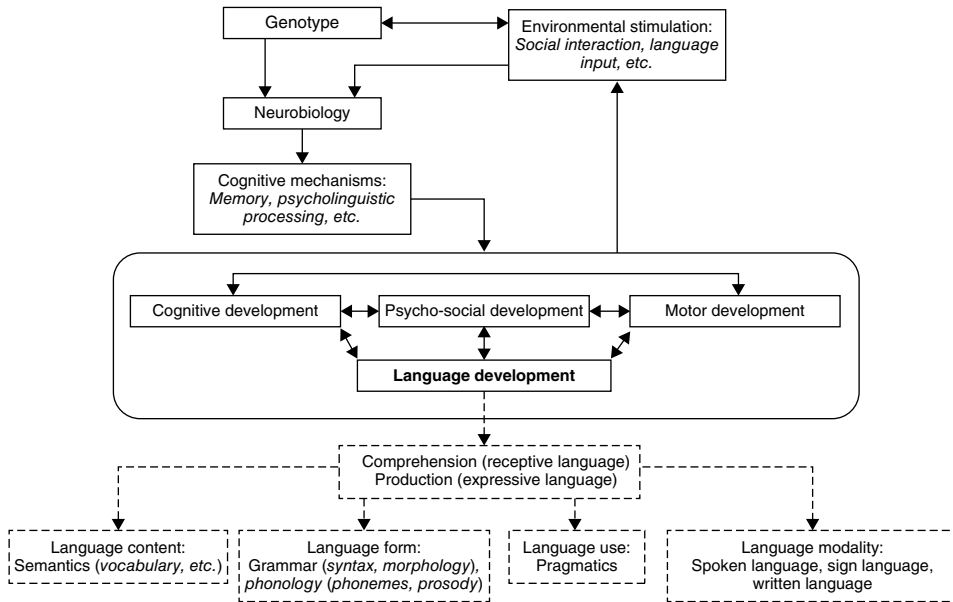 Genotype
Environmental stimulation:
Social interaction, language
input, etc.
Neurobiology
Cognitive mechanisms:
Memory, psycholinguistic
processing, etc.
Cognitive development
Psycho-social development
Motor development
Language development
Comprehension (receptive language)
Production (expressive language)
Language content:
Semantics (vocabulary, etc.)
Language form:
Grammar (syntax, morphology),
phonology (phonemes, prosody)
Language use:
Pragmatics
Language modality:
Spoken language, sign language,
written language